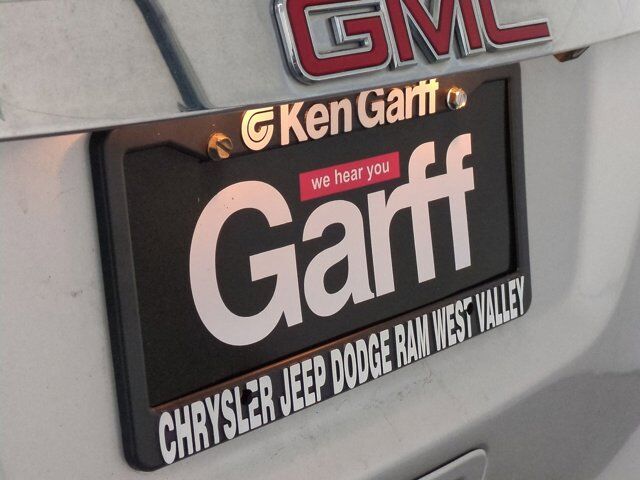 GMC
Ken Garff
we hear you
Garff
CHRYSLER JEEP DODGE RAM WEST VALLEY